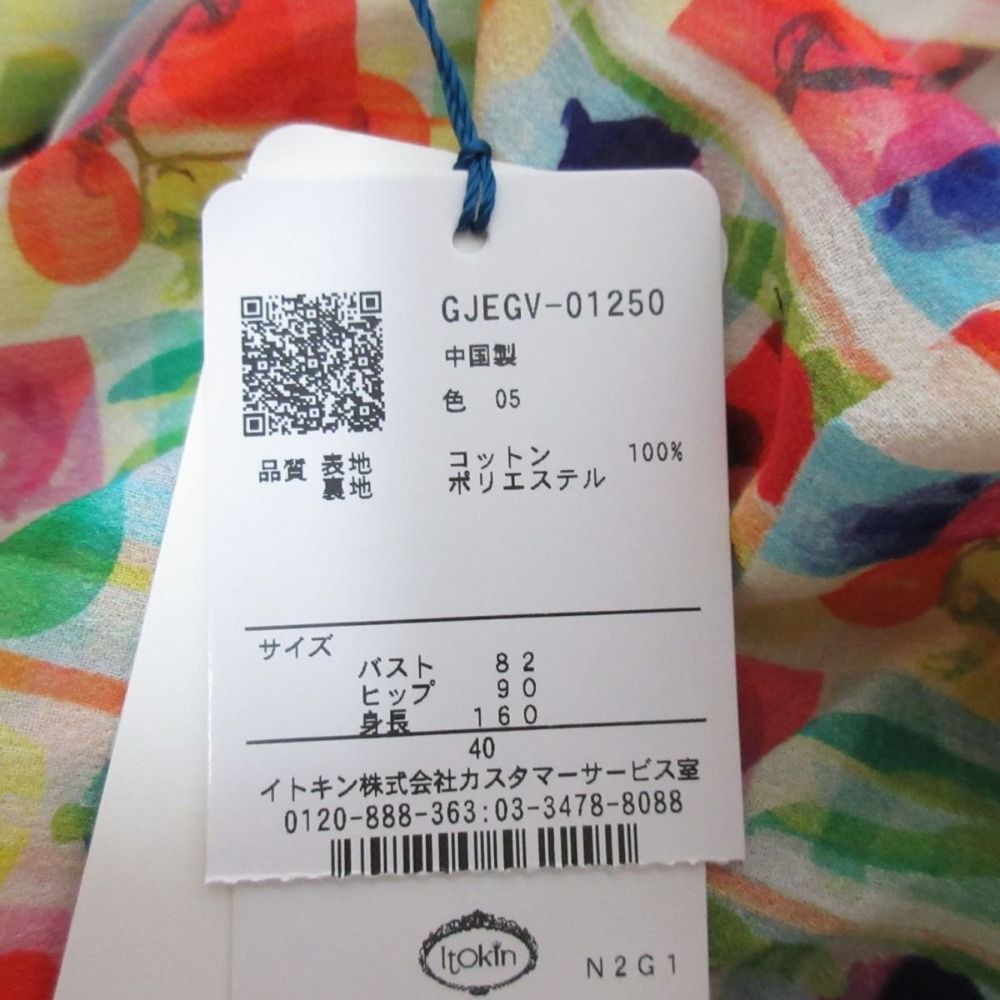 GJEGV-01250
中国製
色 05
品質 表地 コットン 100%
裏地 ポリエステル
サイズ
バスト 82
ヒップ 90
身長 160
40
イトキン株式会社カスタマーサービス室
0120-888-363:03-3478-8088
Itokin
N2G1